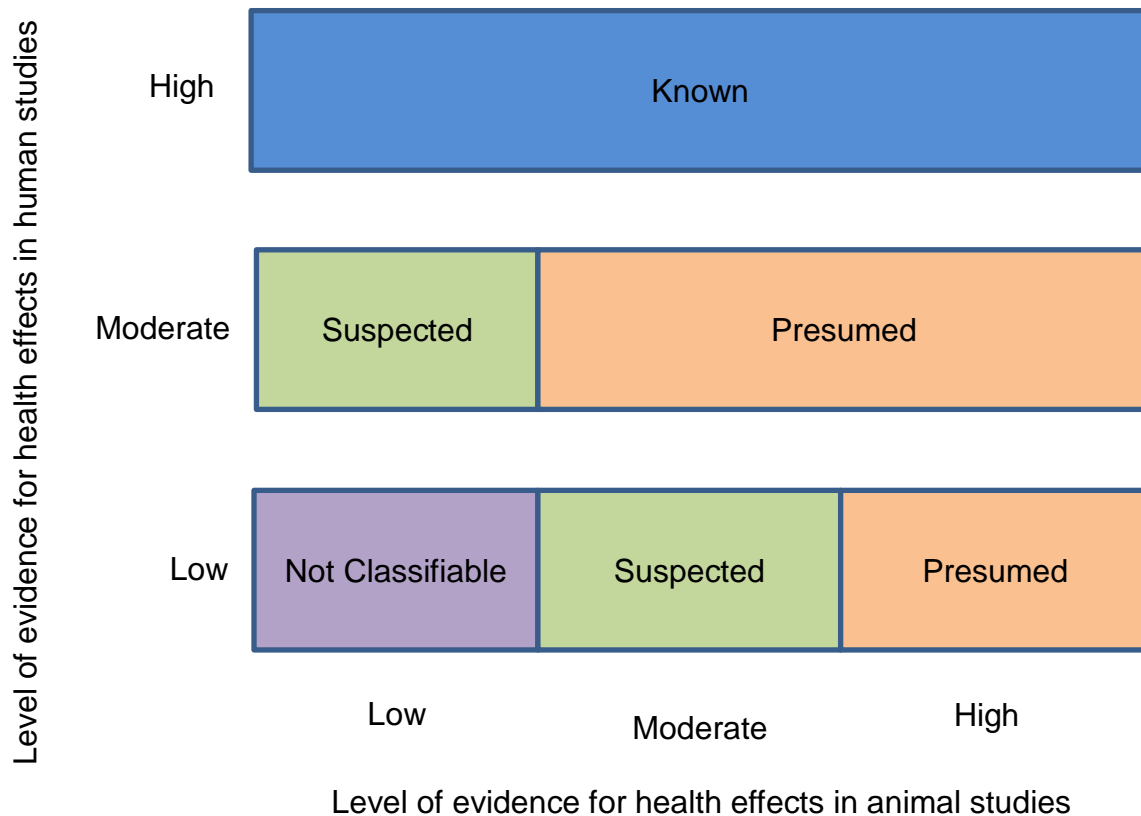 Level of evidence for health effects in human studies
High
Known
Moderate
Suspected
Presumed
Low
Not Classifiable
Suspected
Presumed
Low
Moderate
High
Level of evidence for health effects in animal studies